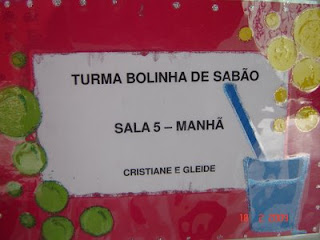 TURMA BOLINHA DE SABÃO
SALA 5 – MANHÃ
CRISTIANE E GLEIDE